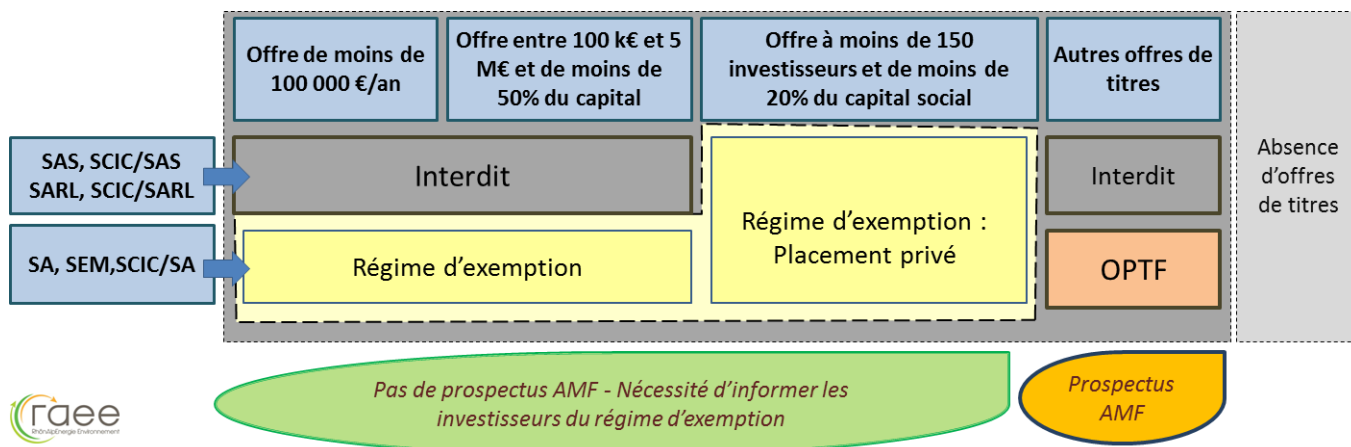 Offre de moins de
100 000 €/an
Offre entre 100 k€ et 5
M€ et de moins de
50% du capital
Offre à moins de 150
investisseurs et de moins de
20% du capital social
Autres offres de
titres
Absence
d'offres
de titres
SAS, SCIC/SAS
SARL, SCIC/SARL
Interdit
Régime d'exemption :
Placement privé
Interdit
SA, SEM,SCIC/SA
Régime d'exemption
OPTF
Pas de prospectus AMF - Nécessité d'informer les
investisseurs du régime d'exemption
Prospectus
AMF
raee
RhônAlpEnergie Environnement